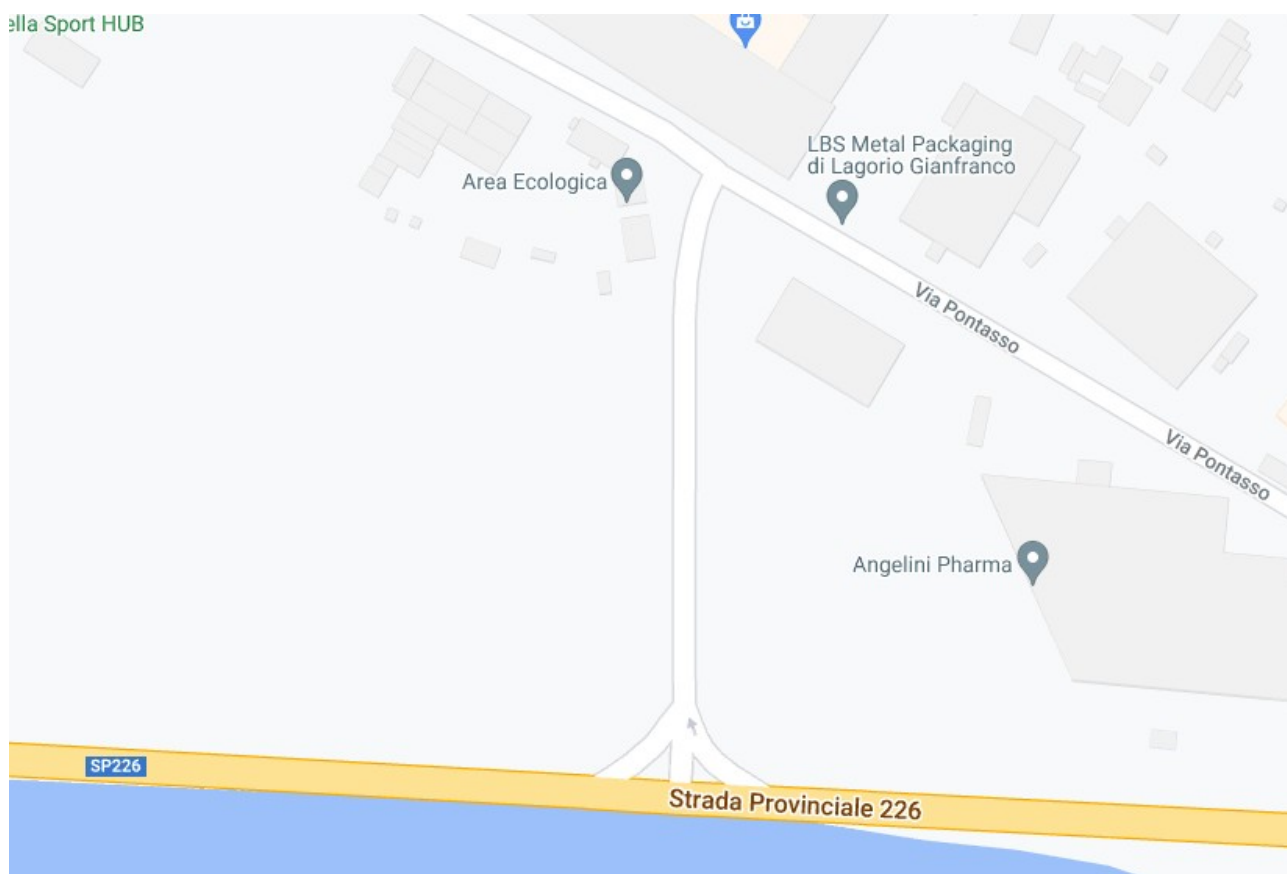 ella Sport HUB
LBS Metal Packaging
di Lagorio Gianfranco
Area Ecologica
Via Pontasso
Via Pontasso
Angelini Pharma
SP226
Strada Provinciale 226